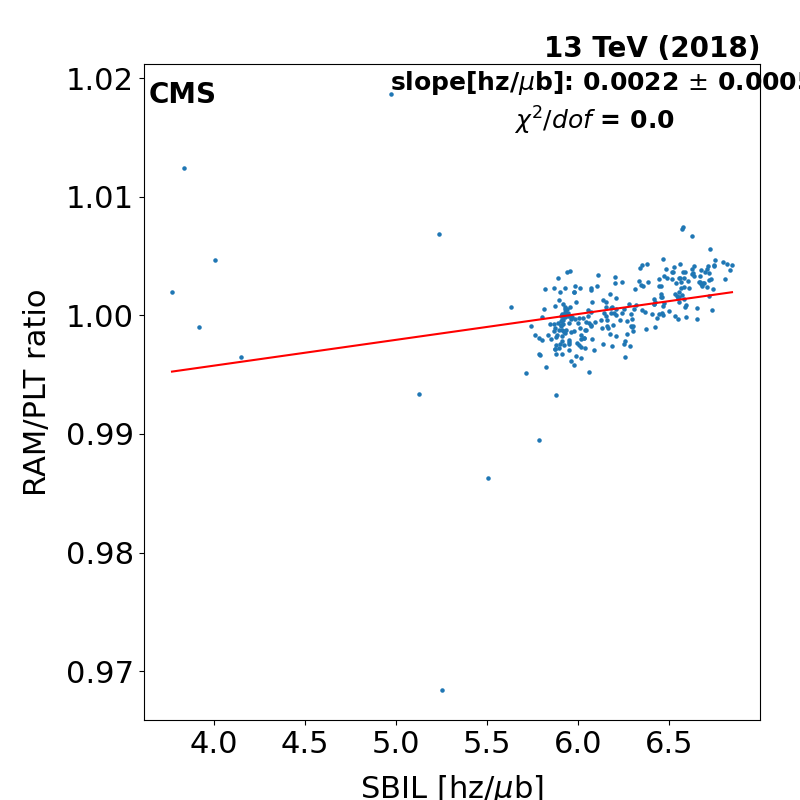 13 TeV (2018)
CMS
slope[hz/μb]: 0.0022 ± 0.0005
χ²/dof = 0.0
1.02
1.01
1.00
0.99
0.98
0.97
RAM/PLT ratio
4.0 4.5 5.0 5.5 6.0 6.5
SBIL [hz/μb]